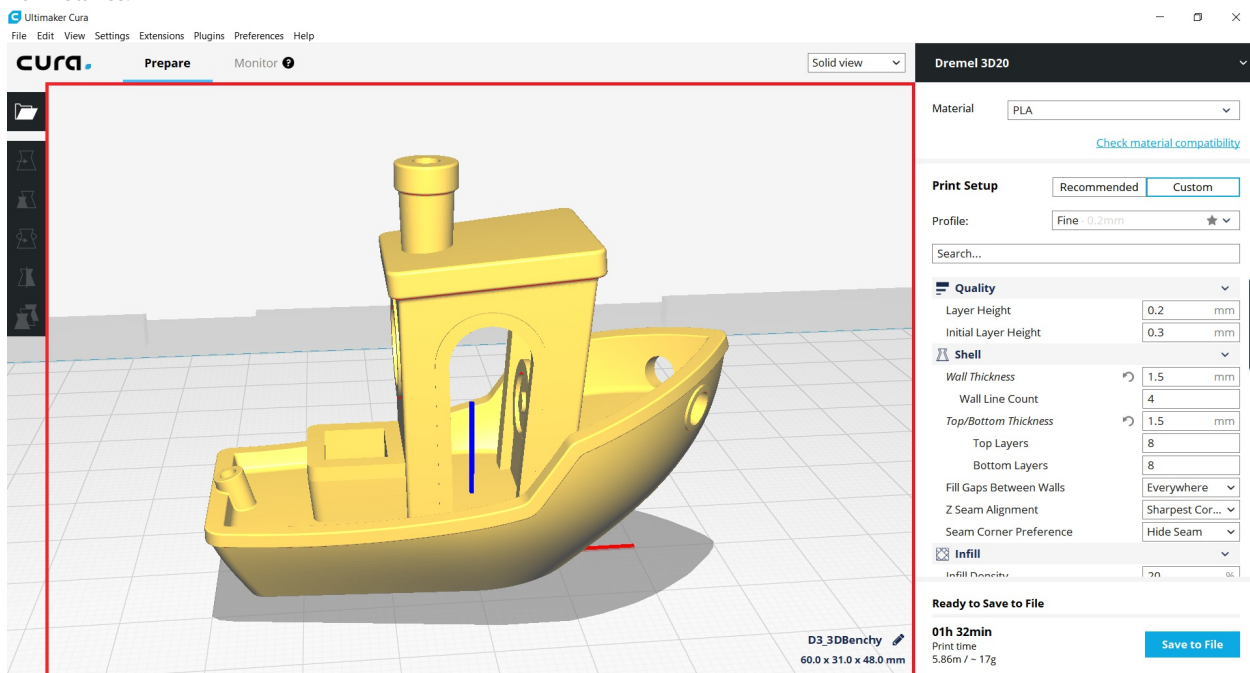 Ultimaker Cura
File Edit View Settings Extensions Plugins Preferences Help
cura.
Prepare
Monitor ?
Solid view
Dremel 3D20
Material
PLA
Check material compatibility
Print Setup
Recommended
Custom
Profile:
Fine - 0.2mm
Search...
Quality
Layer Height 0.2 mm
Initial Layer Height 0.3 mm
Shell
Wall Thickness 1.5 mm
Wall Line Count 4
Top/Bottom Thickness 1.5 mm
Top Layers 8
Bottom Layers 8
Fill Gaps Between Walls Everywhere
Z Seam Alignment Sharpest Cor...
Seam Corner Preference Hide Seam
Infill
Infill Density 20 %
Ready to Save to File
01h 32min
Print time
5.86m / ~ 17g
Save to File
D3_3DBenchy
60.0 x 31.0 x 48.0 mm